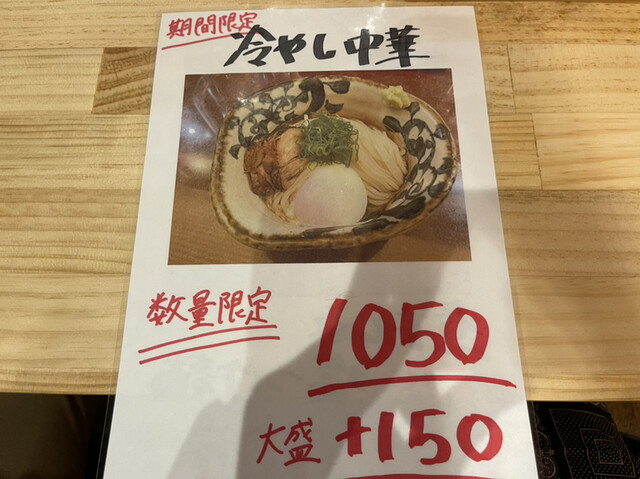 期間限定
冷やし中華
数量限定
1050
大盛 +150